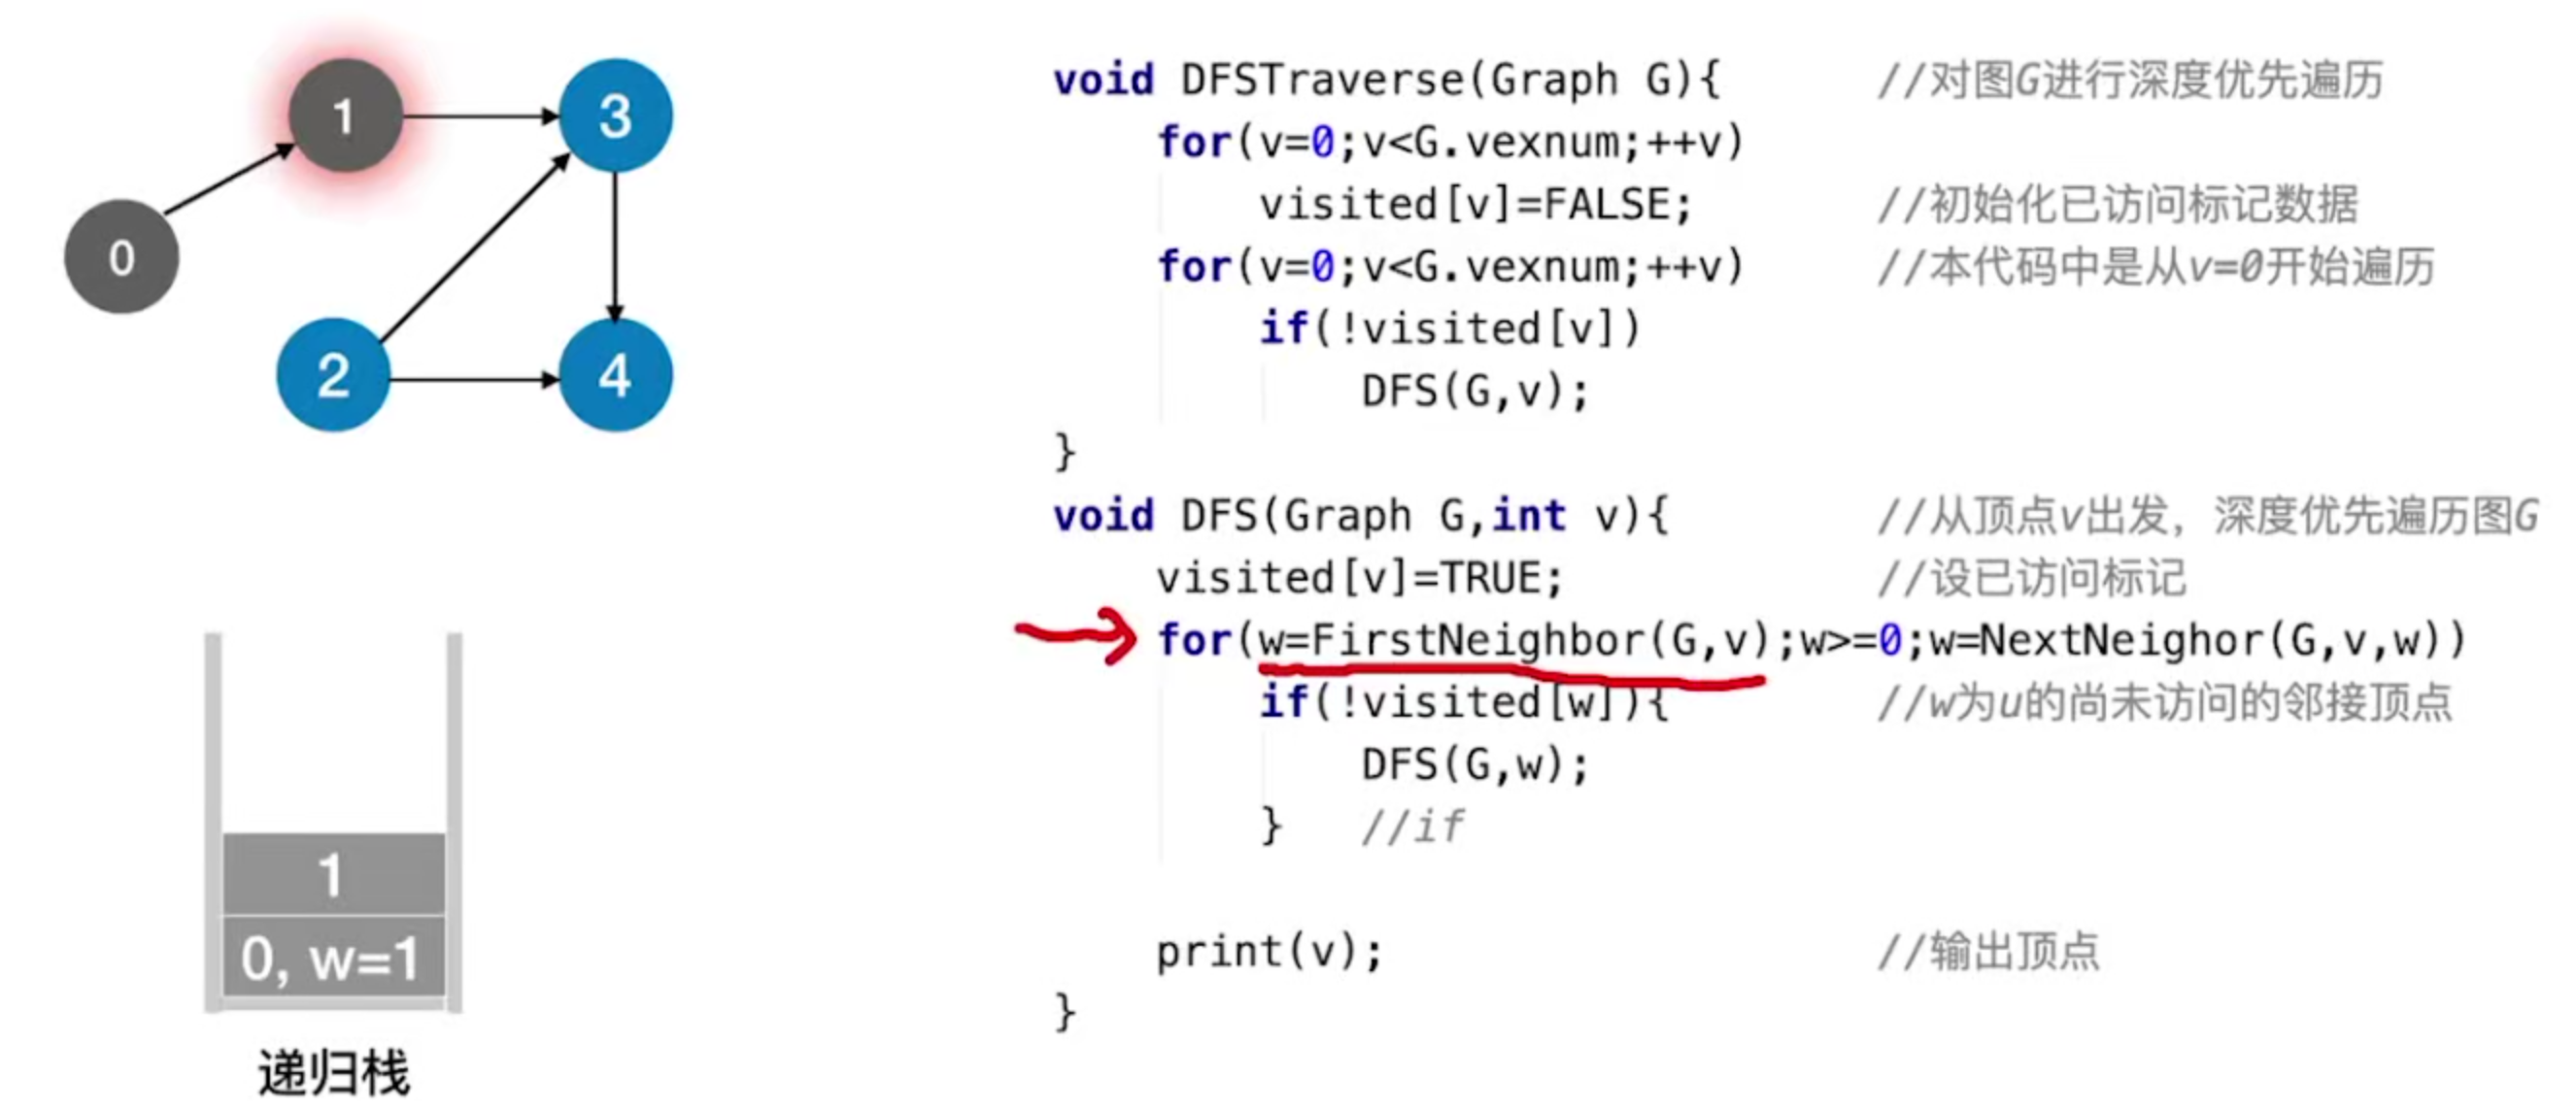 1
3
0
2
4
1
0, w=1
递归栈
void DFSTraverse(Graph G){ //对图G进行深度优先遍历
for(v=0;v<G.vexnum;++v)
visited[v]=FALSE; //初始化已访问标记数据
for(v=0;v<G.vexnum;++v) //本代码中是从v=0开始遍历
if(!visited[v])
DFS(G,v);
}
void DFS(Graph G,int v){ //从顶点v出发，深度优先遍历图G
visited[v]=TRUE; //设已访问标记
for(w=FirstNeighbor(G,v);w>=0;w=NextNeighor(G,v,w))
if(!visited[w]){ //w为u的尚未访问的邻接顶点
DFS(G,w);
} //if
print(v); //输出顶点
}